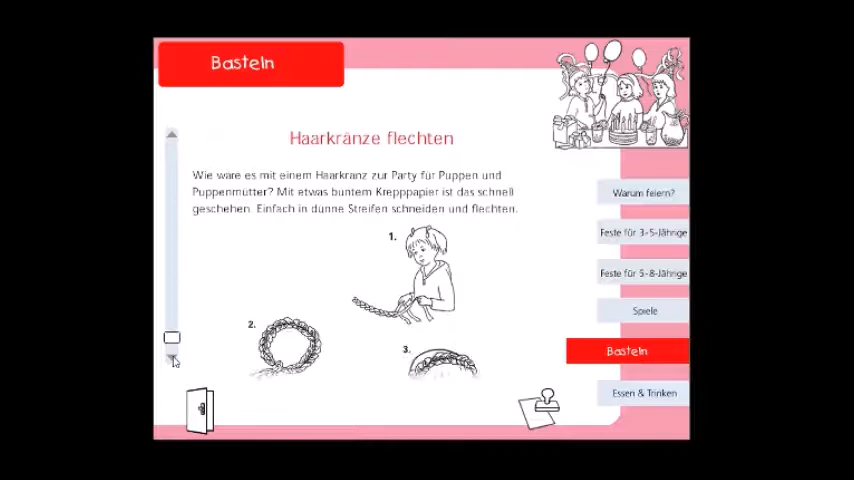 Basteln
Haarkränze flechten
Wie wäre es mit einem Haarkranz zur Party für Puppen und
Puppenmütter? Mit etwas buntem Krepppapier ist das schnell
geschehen. Einfach in dünne Streifen schneiden und flechten.
1.
2.
3.
Warum feiern?
Feste für 3-5-Jährige
Feste für 5-8-Jährige
Spiele
Basteln
Essen & Trinken